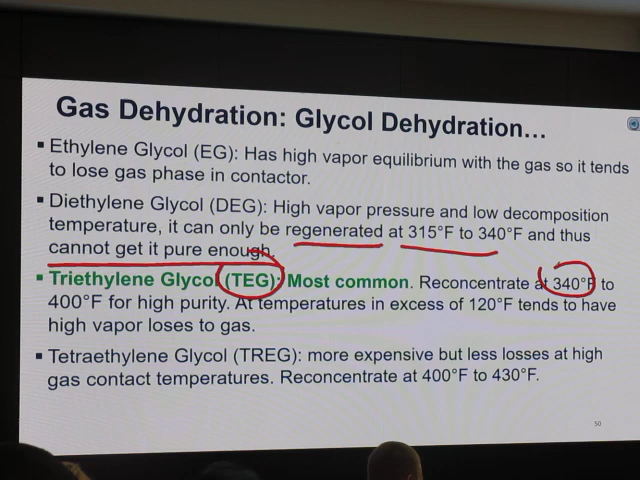 Gas Dehydration: Glycol Dehydration…
▪ Ethylene Glycol (EG): Has high vapor equilibrium with the gas so it tends
to lose gas phase in contactor.
▪ Diethylene Glycol (DEG): High vapor pressure and low decomposition
temperature, it can only be regenerated at 315°F to 340°F and thus
cannot get it pure enough.
▪ Triethylene Glycol (TEG): Most common. Reconcentrate at 340°F to
400°F for high purity. At temperatures in excess of 120°F tends to have
high vapor loses to gas.
▪ Tetraethylene Glycol (TREG): more expensive but less losses at high
gas contact temperatures. Reconcentrate at 400°F to 430°F.
50